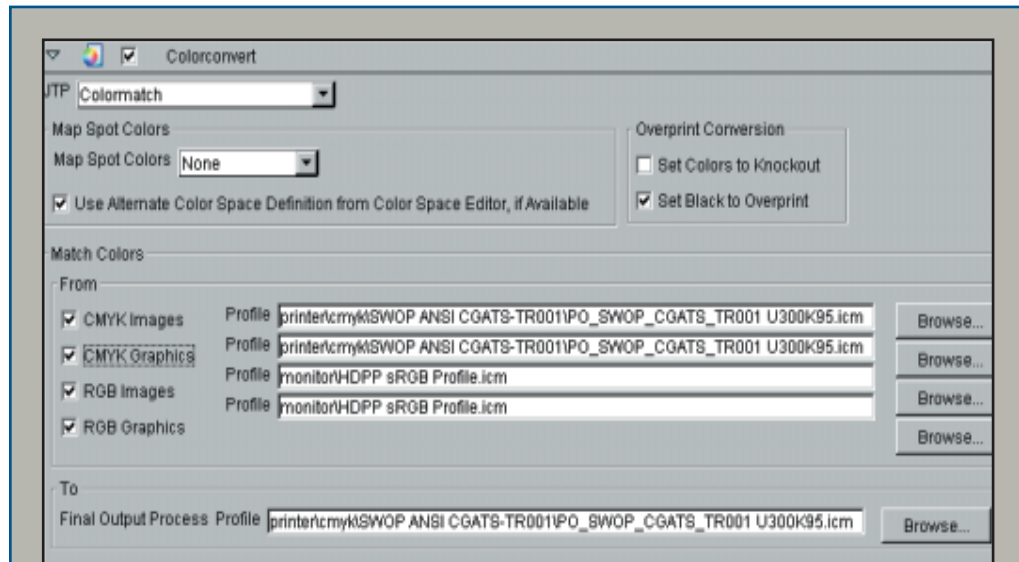 Colorconvert
JTP Colormatch
Map Spot Colors
Map Spot Colors None
Use Alternate Color Space Definition from Color Space Editor, if Available
Overprint Conversion
Set Colors to Knockout
Set Black to Overprint
Match Colors
From
CMYK Images Profile printer\cmyk\SWOP ANSI CGATS-TR001\PO_SWOP_CGATS_TR001 U300K95.icm Browse...
CMYK Graphics Profile printer\cmyk\SWOP ANSI CGATS-TR001\PO_SWOP_CGATS_TR001 U300K95.icm Browse...
RGB Images Profile monitor\HDPP sRGB Profile.icm Browse...
RGB Graphics Profile monitor\HDPP sRGB Profile.icm Browse...
To
Final Output Process Profile printer\cmyk\SWOP ANSI CGATS-TR001\PO_SWOP_CGATS_TR001 U300K95.icm Browse...